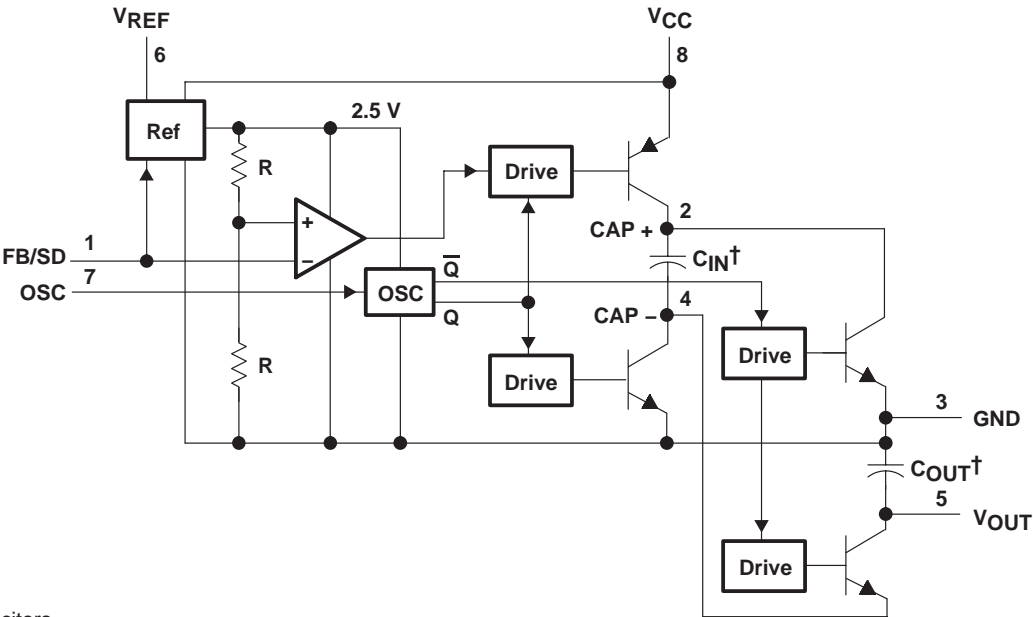 VREF
VCC
6
8
2.5 V
Ref
R
Drive
2
CAP +
+
FB/SD
1
–
CIN†
7
Q̅
OSC
OSC
4
Q
CAP –
Drive
R
Drive
3
GND
COUT†
5
VOUT
Drive